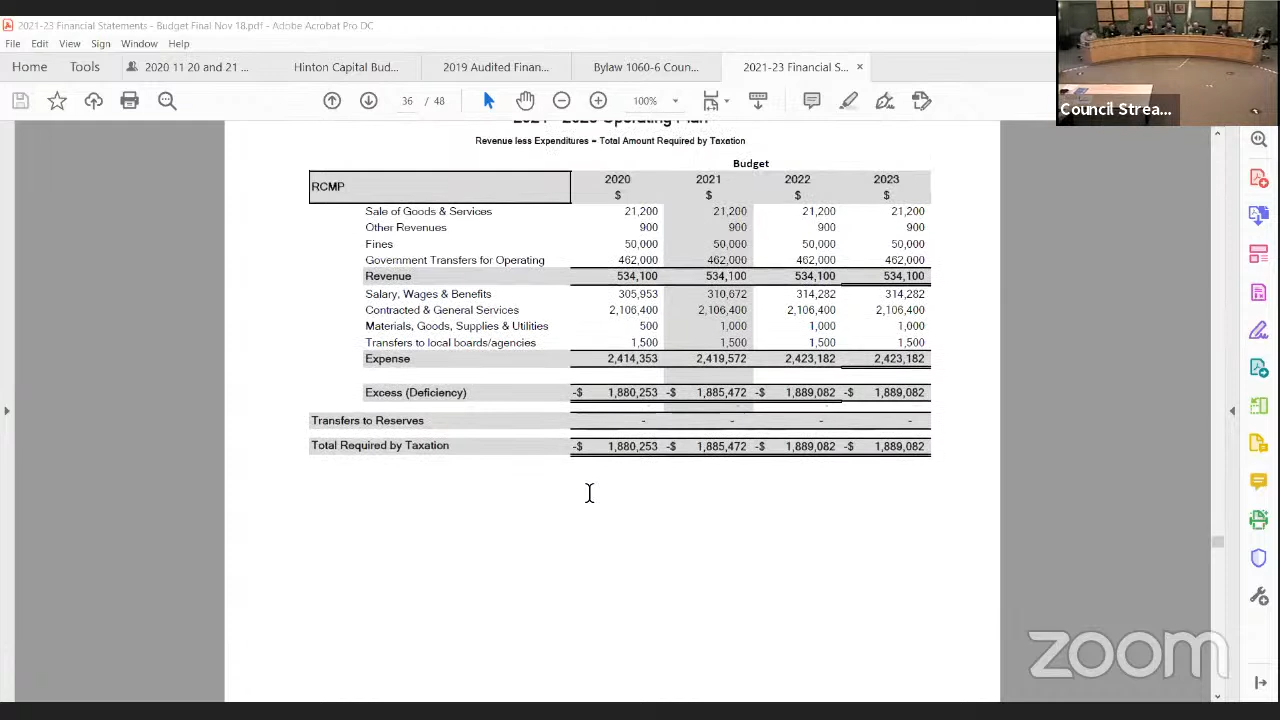 2021-23 Financial Statements - Budget Final Nov 18.pdf - Adobe Acrobat Pro DC
File Edit View Sign Window Help
Home Tools 2020 11 20 and 21 ... Hinton Capital Bud... 2019 Audited Finan... Bylaw 1060-6 Coun... 2021-23 Financial S... ×
36 / 48 100%
Council Strea...
Revenue less Expenditures = Total Amount Required by Taxation
Budget
RCMP 2020 2021 2022 2023
$ $ $ $
Sale of Goods & Services 21,200 21,200 21,200 21,200
Other Revenues 900 900 900 900
Fines 50,000 50,000 50,000 50,000
Government Transfers for Operating 462,000 462,000 462,000 462,000
Revenue 534,100 534,100 534,100 534,100
Salary, Wages & Benefits 305,953 310,672 314,282 314,282
Contracted & General Services 2,106,400 2,106,400 2,106,400 2,106,400
Materials, Goods, Supplies & Utilities 500 1,000 1,000 1,000
Transfers to local boards/agencies 1,500 1,500 1,500 1,500
Expense 2,414,353 2,419,572 2,423,182 2,423,182
Excess (Deficiency) -$ 1,880,253 -$ 1,885,472 -$ 1,889,082 -$ 1,889,082
Transfers to Reserves - - - -
Total Required by Taxation -$ 1,880,253 -$ 1,885,472 -$ 1,889,082 -$ 1,889,082
zoom